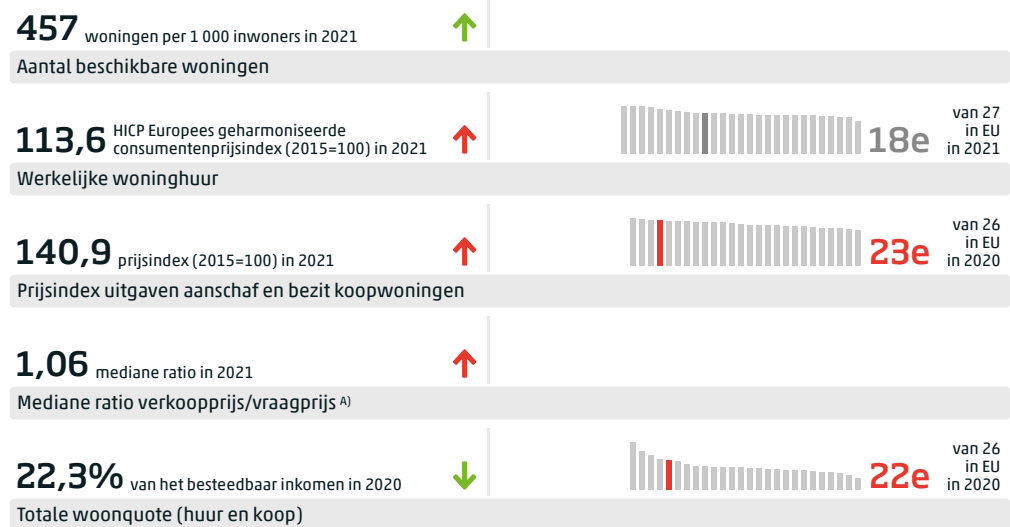 457 woningen per 1 000 inwoners in 2021
Aantal beschikbare woningen
113,6 HICP Europees geharmoniseerde
consumentenprijsindex (2015=100) in 2021
18e
van 27
in EU
in 2021
Werkelijke woninghuur
140,9 prijsindex (2015=100) in 2021
23e
van 26
in EU
in 2020
Prijsindex uitgaven aanschaf en bezit koopwoningen
1,06 mediane ratio in 2021
Mediane ratio verkoopprijs/vraagprijs A)
22,3% van het besteedbaar inkomen in 2020
22e
van 26
in EU
in 2020
Totale woonquote (huur en koop)